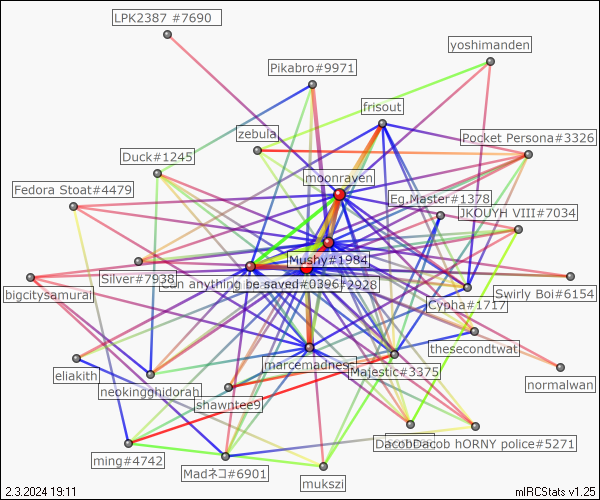 LPK2387 #7690
yoshimanden
Pikabro#9971
frisout
zebula
Pocket Persona#3326
Duck#1245
moonraven
Fedora Stoat#4479
Eg.Master#1378
JKOUYH VIII#7034
Mushy#1984
Silver#7938
an anything be saved#0396
2928
Swirly Boi#6154
bigcitysamurai
Cypha#1717
thesecondtwat
marcemadness
Majestic#3375
eliakith
neokingghidorah
normalwan
shawntee9
DacobDacob hORNY police#5271
ming#4742
Madネコ#6901
mukszi
2.3.2024 19:11
mIRCStats v1.25